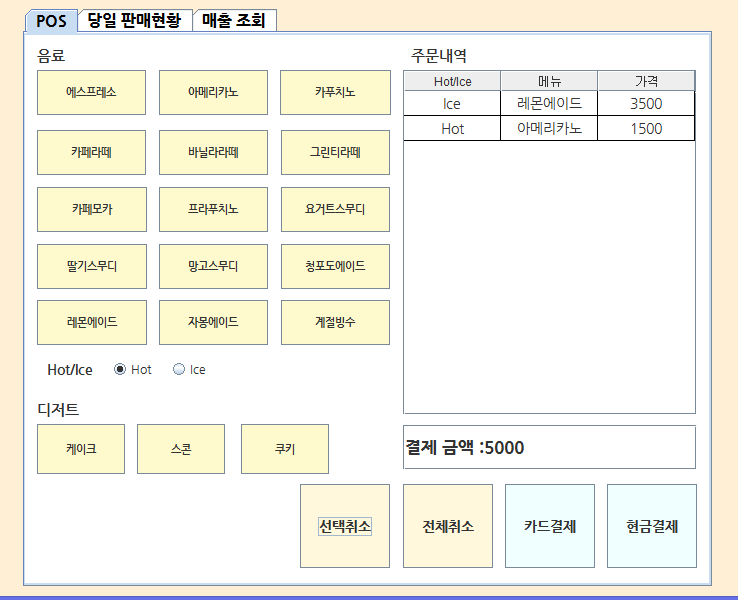 POS 당일 판매현황 매출 조회
음료
에스프레소 아메리카노 카푸치노
카페라떼 바닐라라떼 그린티라떼
카페모카 프라푸치노 요거트스무디
딸기스무디 망고스무디 청포도에이드
레몬에이드 자몽에이드 계절빙수
Hot/Ice Hot Ice
디저트
케이크 스콘 쿠키
주문내역
Hot/Ice 메뉴 가격
Ice 레몬에이드 3500
Hot 아메리카노 1500
결제 금액 :5000
선택취소 전체취소 카드결제 현금결제